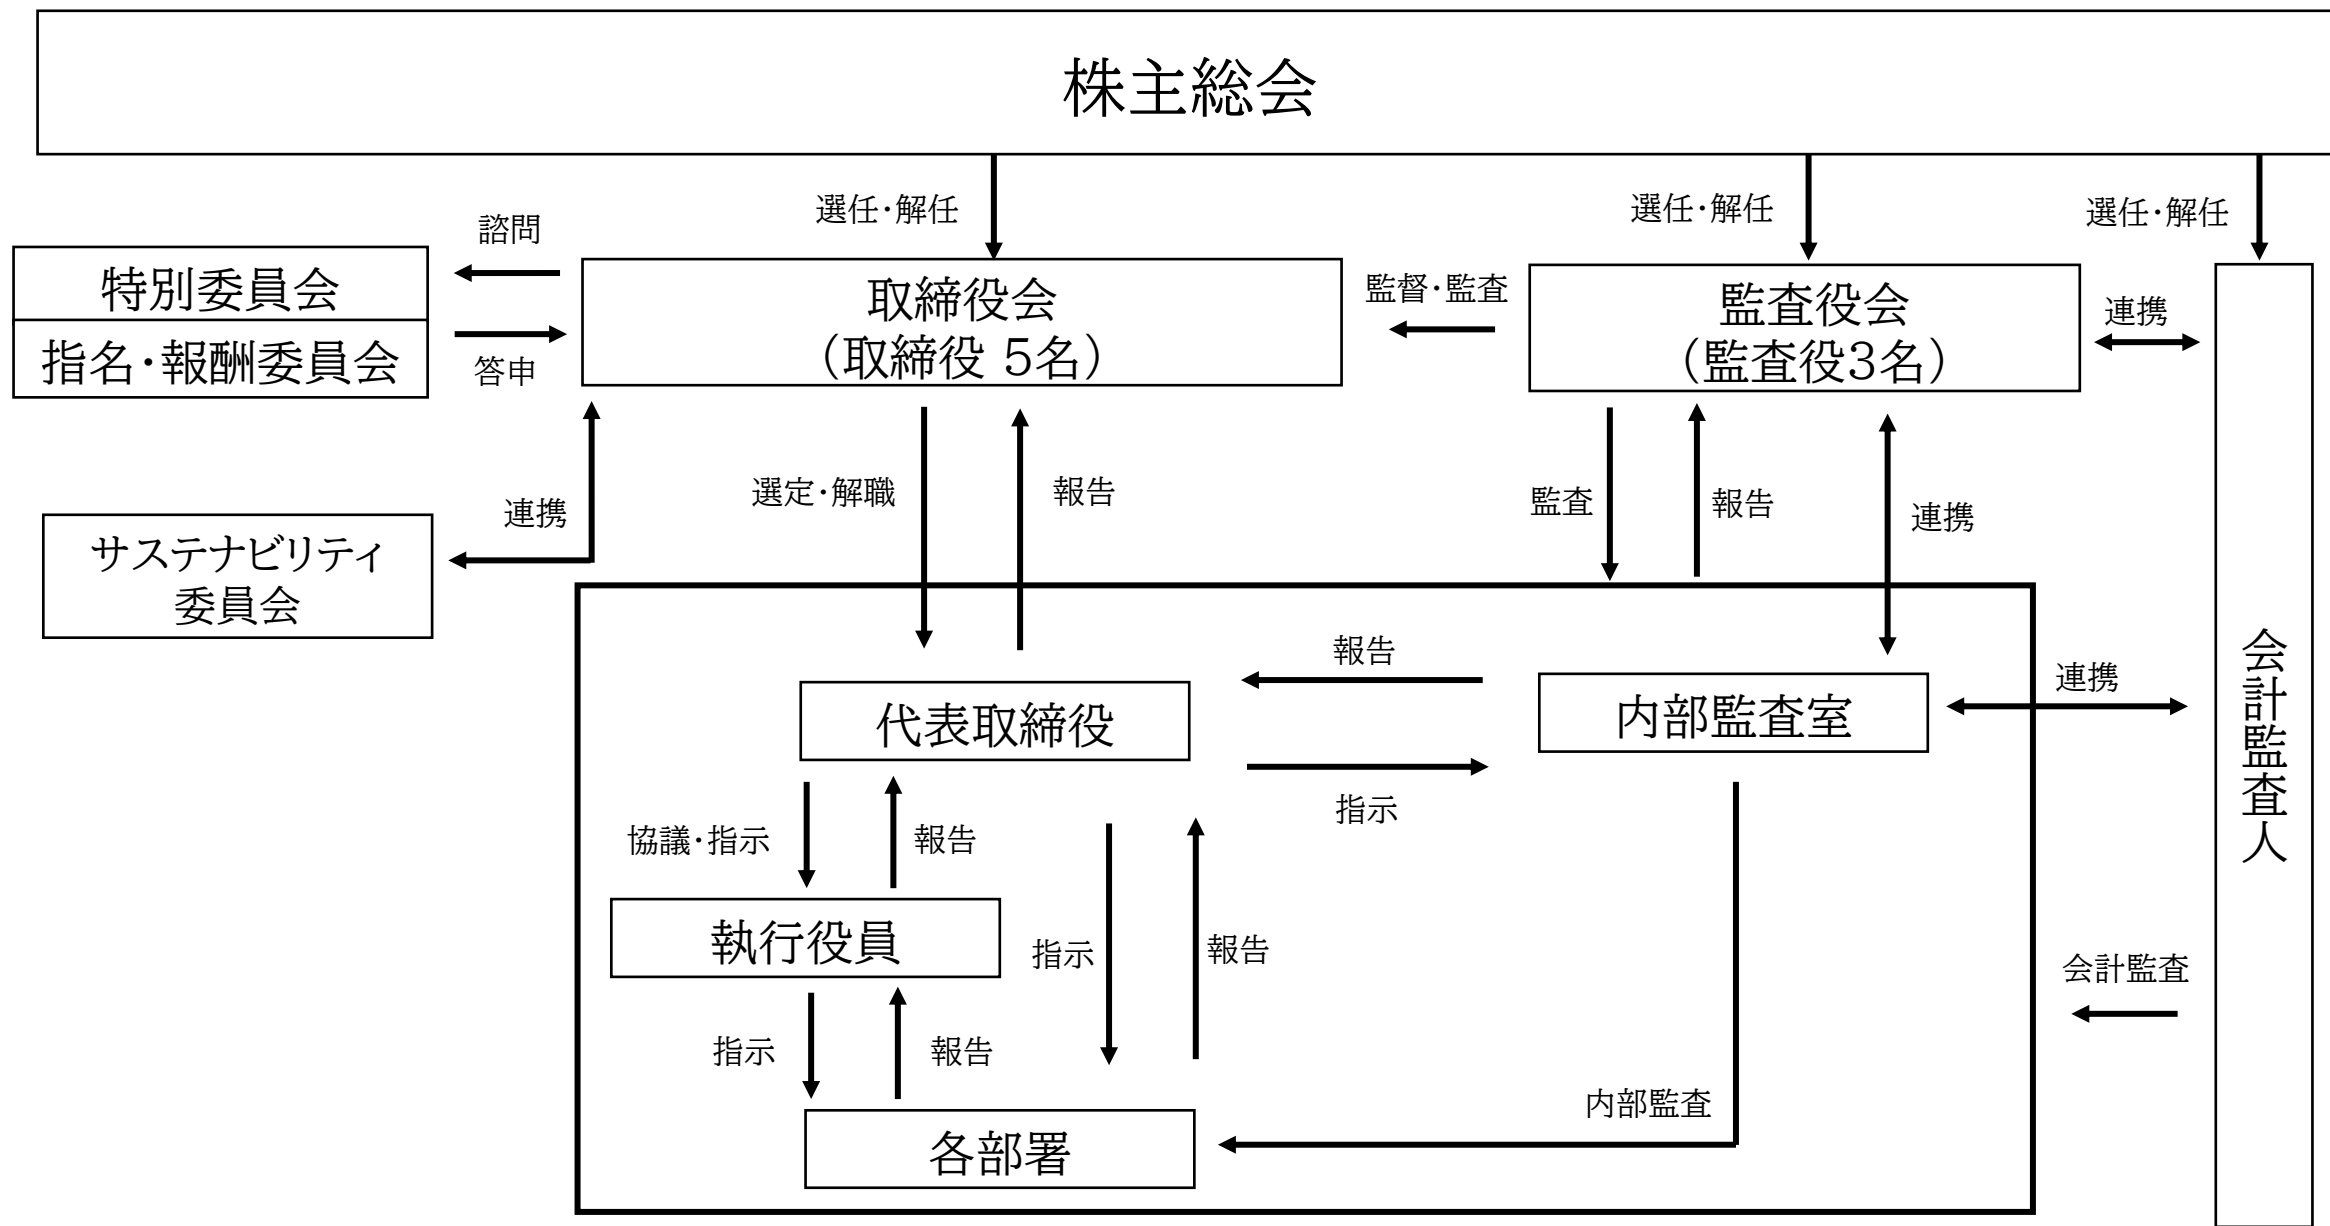 株主総会
選任・解任
選任・解任
選任・解任
諮問
特別委員会
指名・報酬委員会
答申
取締役会
（取締役 5名）
監督・監査
監査役会
（監査役3名）
連携
選定・解職
報告
監査
報告
連携
連携
サステナビリティ
委員会
報告
代表取締役
内部監査室
連携
会計監査人
指示
協議・指示
報告
執行役員
指示
報告
会計監査
指示
報告
内部監査
各部署